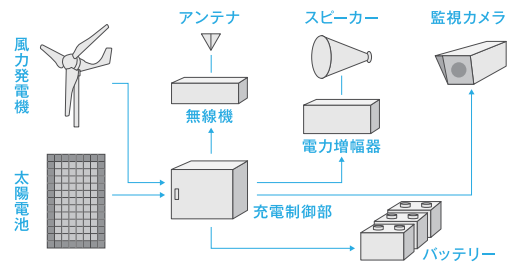 風力発電機
アンテナ
スピーカー
監視カメラ
無線機
電力増幅器
太陽電池
充電制御部
バッテリー